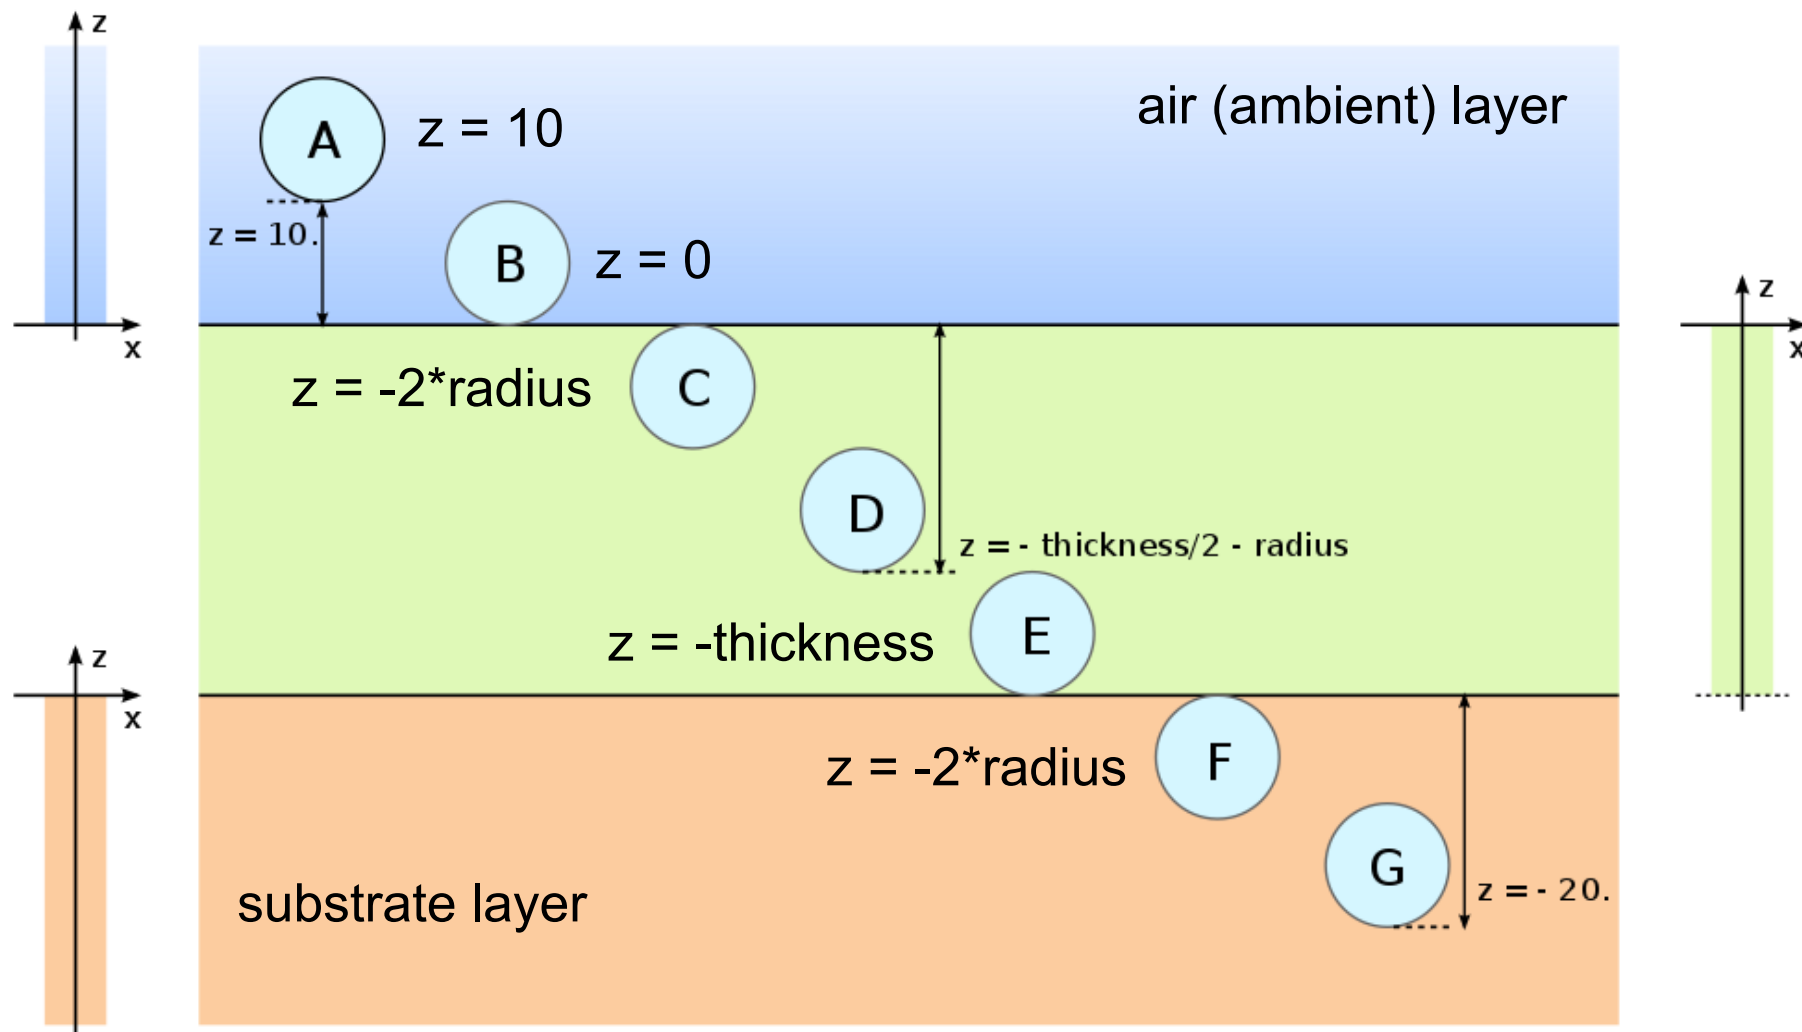 z
air (ambient) layer
A
z = 10
z = 10.
B
z = 0
z
x
x
z = -2*radius
C
D
z = - thickness/2 - radius
z = -thickness
E
z
x
z = -2*radius
F
G
z = - 20.
substrate layer